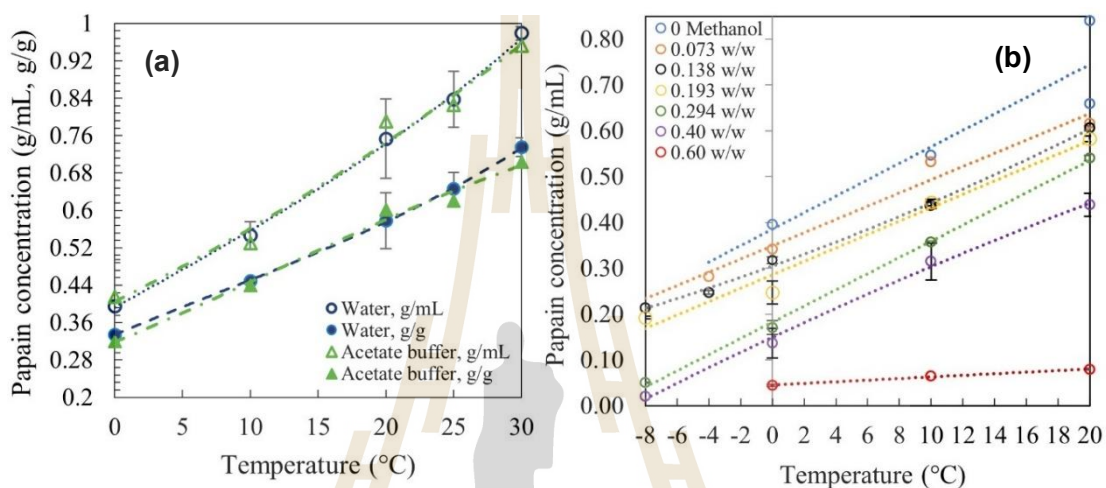 (a)
Papain concentration (g/mL, g/g)
1
0.92
0.84
0.76
0.68
0.6
0.52
0.44
0.36
0.28
0.2
0 5 10 15 20 25 30
Temperature (°C)
Water, g/mL
Water, g/g
Acetate buffer, g/mL
Acetate buffer, g/g
(b)
Papain concentration (g/mL)
0.80
0.70
0.60
0.50
0.40
0.30
0.20
0.10
0.00
-8 -6 -4 -2 0 2 4 6 8 10 12 14 16 18 20
Temperature (°C)
0 Methanol
0.073 w/w
0.138 w/w
0.193 w/w
0.294 w/w
0.40 w/w
0.60 w/w